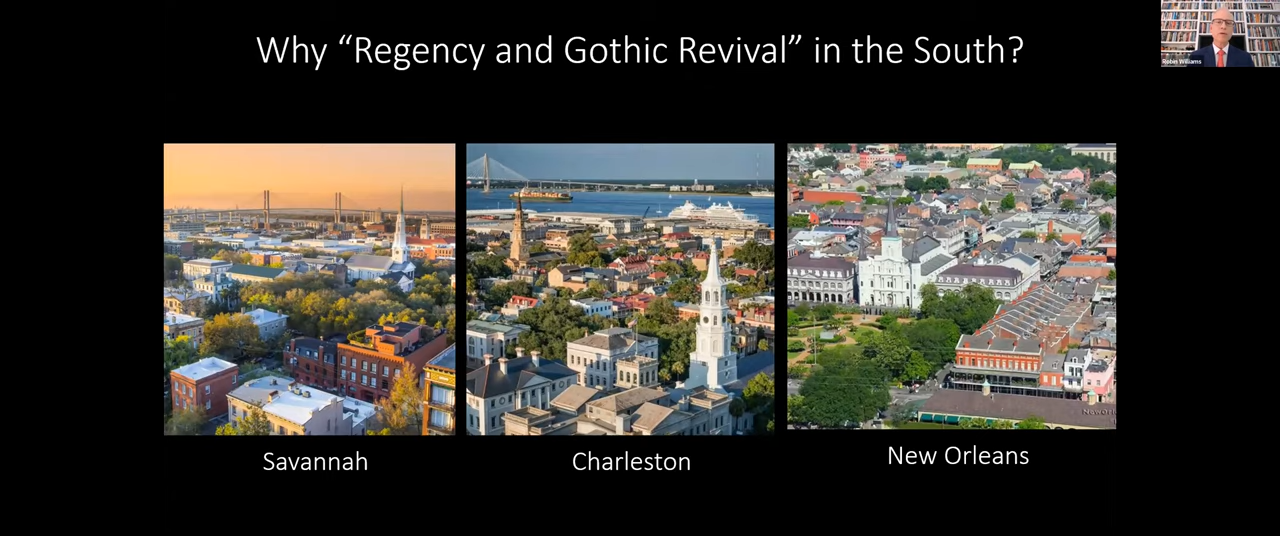 Why “Regency and Gothic Revival” in the South?
Robin Williams
Savannah
Charleston
New Orleans